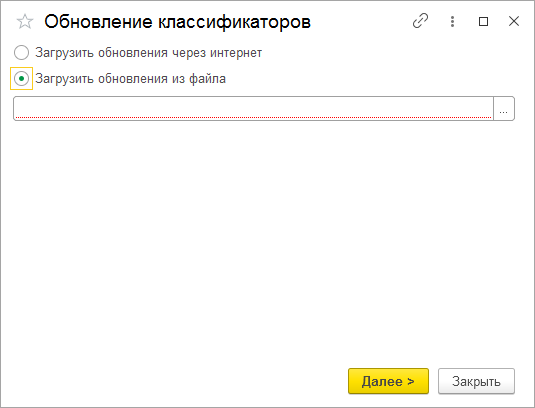 Обновление классификаторов
Загрузить обновления через интернет
Загрузить обновления из файла
...
Далее >
Закрыть